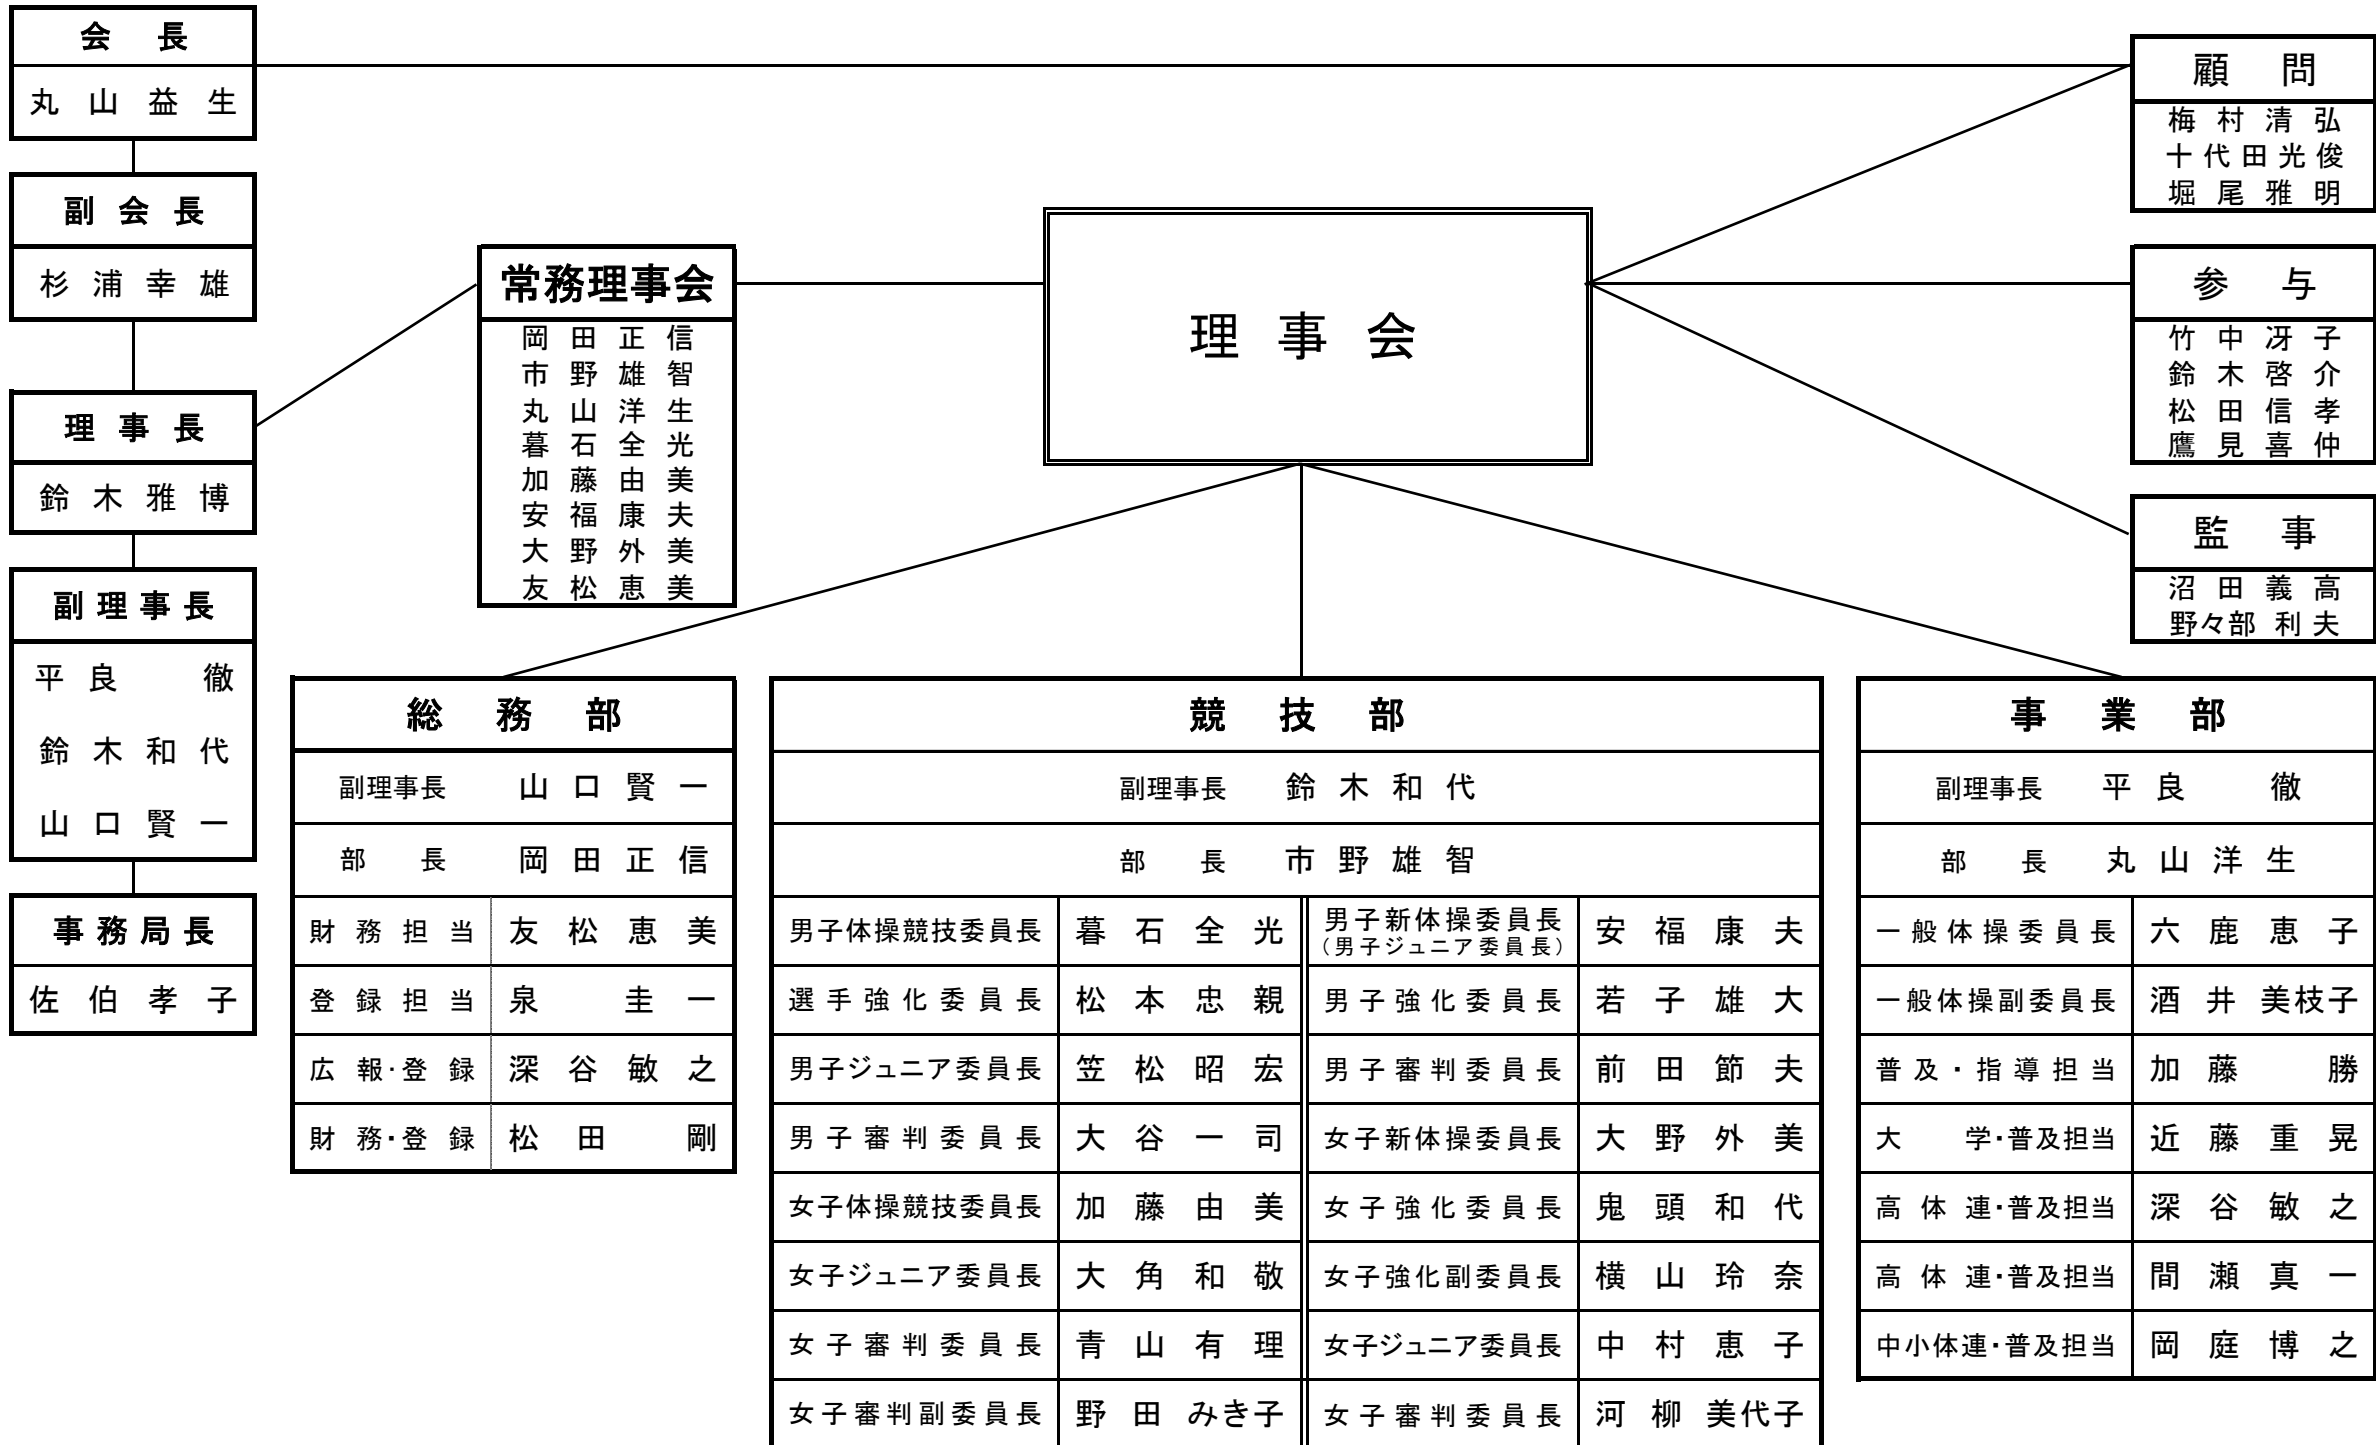 会長
丸山益生
副会長
杉浦幸雄
理事長
鈴木雅博
副理事長
平良 徹
鈴木和代
山口賢一
事務局長
佐伯孝子
常務理事会
岡田正信
市野雄智
丸山洋生
暮石全光
加藤由美
安福康夫
大野外美
友松恵美
理事会
顧問
梅村清弘
十代田光俊
堀尾雅明
参与
竹中冴子
鈴木啓介
松田信孝
鷹見喜仲
監事
沼田義高
野々部 利夫
総務部
副理事長 山口賢一
部長 岡田正信
財務担当 友松恵美
登録担当 泉 圭一
広報・登録 深谷敏之
財務・登録 松田 剛
競技部
副理事長 鈴木和代
部長 市野雄智
男子体操競技委員長 暮石全光
選手強化委員長 松本忠親
男子ジュニア委員長 笠松昭宏
男子審判委員長 大谷一司
女子体操競技委員長 加藤由美
女子ジュニア委員長 大角和敬
女子審判委員長 青山有理
女子審判副委員長 野田みき子
男子新体操委員長
（男子ジュニア委員長） 安福康夫
男子強化委員長 若子雄大
男子審判委員長 前田節夫
女子新体操委員長 大野外美
女子強化委員長 鬼頭和代
女子強化副委員長 横山玲奈
女子ジュニア委員長 中村恵子
女子審判委員長 河柳美代子
事業部
副理事長 平良 徹
部長 丸山洋生
一般体操委員長 六鹿恵子
一般体操副委員長 酒井美枝子
普及・指導担当 加藤 勝
大学・普及担当 近藤重晃
高体連・普及担当 深谷敏之
高体連・普及担当 間瀬真一
中小体連・普及担当 岡庭博之